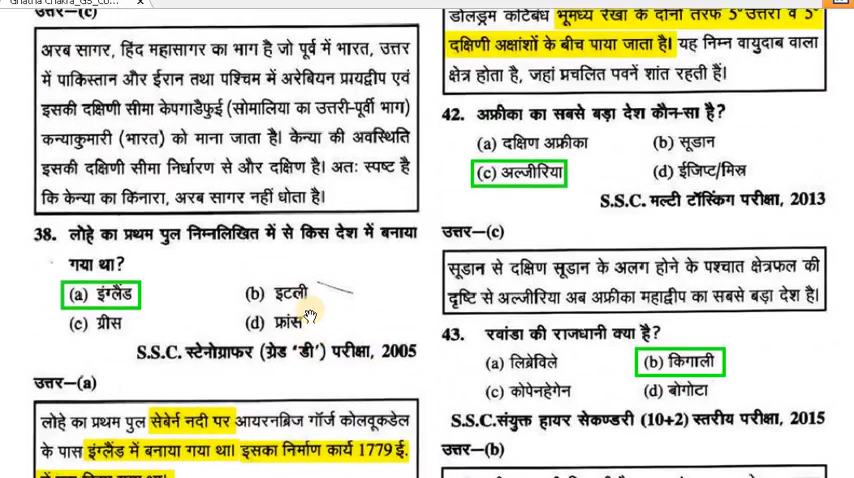 Ghatna Chakra_GS_Co...
उत्तर—(c)
अरब सागर, हिंद महासागर का भाग है जो पूर्व में भारत, उत्तर
में पाकिस्तान और ईरान तथा पश्चिम में अरेबियन प्रायद्वीप एवं
इसकी दक्षिणी सीमा केपगाडैफुई (सोमालिया का उत्तरी-पूर्वी भाग)
कन्याकुमारी (भारत) को माना जाता है। केन्या की अवस्थिति
इसकी दक्षिणी सीमा निर्धारण से और दक्षिण है। अतः स्पष्ट है
कि केन्या का किंनारा, अरब सागर नहीं धोता है।
38. लोहे का प्रथम पुल निम्नलिखित में से किस देश में बनाया
गया था?
(a) इंग्लैंड (b) इटली
(c) ग्रीस (d) फ्रांस
S.S.C. स्टेनोग्राफर (ग्रेड 'डी') परीक्षा, 2005
उत्तर—(a)
लोहे का प्रथम पुल सेबेर्न नदी पर आयरनब्रिज गॉर्ज कोलवूकडेल
के पास इंग्लैंड में बनाया गया था। इसका निर्माण कार्य 1779 ई.
डोलड्रम कटिबंध भूमध्य रेखा के दोनों तरफ 5° उत्तरी व 5°
दक्षिणी अक्षांशों के बीच पाया जाता है। यह निम्न वायुदाब वाला
क्षेत्र होता है, जहां प्रचलित पवनें शांत रहती हैं।
42. अफ्रीका का सबसे बड़ा देश कौन-सा है?
(a) दक्षिण अफ्रीका (b) सूडान
(c) अल्जीरिया (d) ईजिप्ट/मिस्र
S.S.C. मल्टी टॉस्किंग परीक्षा, 2013
उत्तर—(c)
सूडान से दक्षिण सूडान के अलग होने के पश्चात क्षेत्रफल की
दृष्टि से अल्जीरिया अब अफ्रीका महाद्वीप का सबसे बड़ा देश है।
43. रवांडा की राजधानी क्या है?
(a) लिब्रेविले (b) किगाली
(c) कोपेनहेगेन (d) बोगोटा
S.S.C.संयुक्त हायर सेकण्डरी (10+2) स्तरीय परीक्षा, 2015
उत्तर—(b)